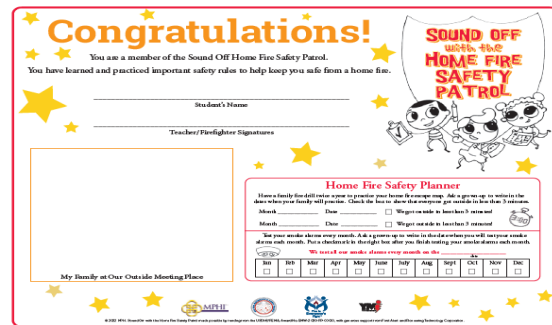 Congratulations!
You are a member of the Sound Off Home Fire Safety Patrol.
You have learned and practiced important safety rules to help keep you safe from a home fire.
Student's Name
Teacher/Firefighter Signatures
SOUND OFF
with the
HOME FIRE
SAFETY
PATROL
My Family at Our Outside Meeting Place
Home Fire Safety Planner
Have a family fire drill twice a year to practice your home fire escape map. Ask a grown-up to write in the
dates when your family will practice. Check the box to show that everyone got outside in less than 3 minutes.
Month Date We got outside in less than 3 minutes!
Month Date We got outside in less than 3 minutes!
Test your smoke alarms every month. Ask a grown-up to write in the date when you will test your smoke
alarms each month. Put a checkmark in the right box after you finish testing your smoke alarms each month.
We test all our smoke alarms every month on the
Jan Feb Mar Apr May June July Aug Sept Oct Nov Dec
MPHI